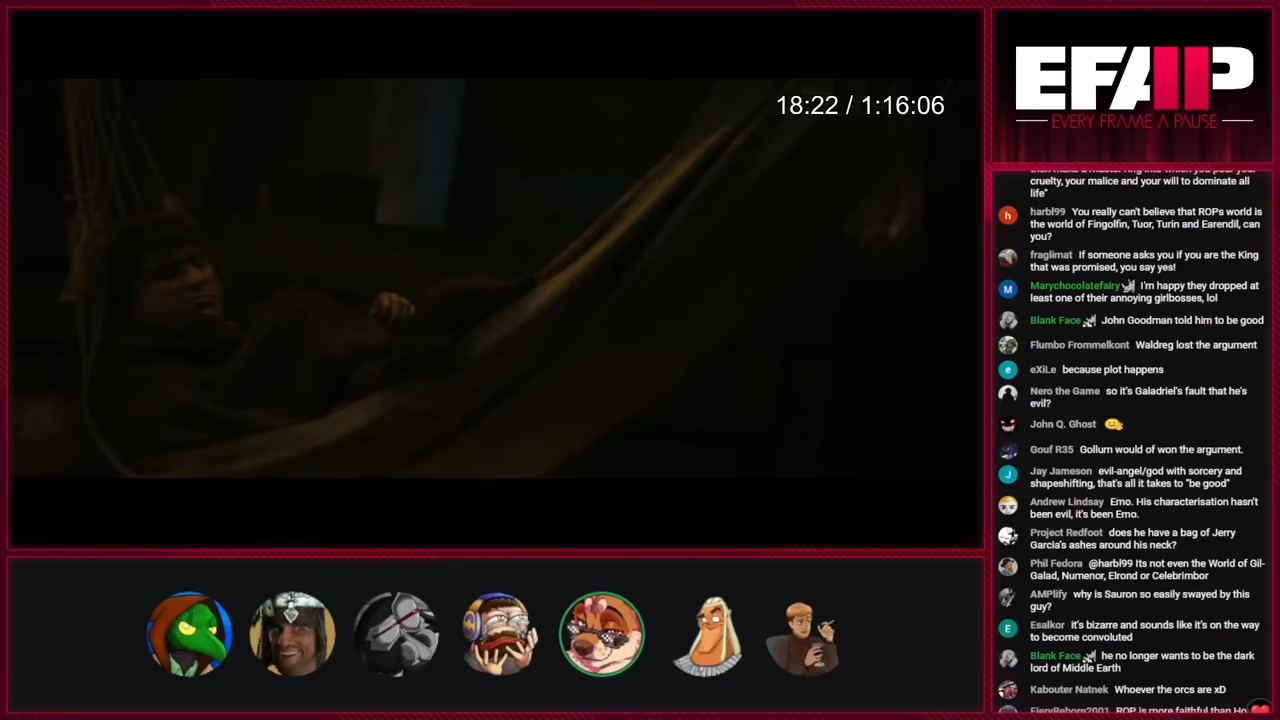 18:22 / 1:16:06
EFAP
EVERY FRAME A PAUSE
cruelty, your malice and your will to dominate all
life"
harbl99 You really can't believe that ROPs world is
the world of Fingolfin, Tuor, Turin and Earendil, can
you?
fraglimat If someone asks you if you are the King
that was promised, you say yes!
Marychocolatefairy I'm happy they dropped at
least one of their annoying girlbosses, lol
Blank Face John Goodman told him to be good
Flumbo Frommelkont Waldreg lost the argument
eXiLe because plot happens
Nero the Game so it's Galadriel's fault that he's
evil?
John Q. Ghost
Gouf R35 Gollum would of won the argument.
Jay Jameson evil-angel/god with sorcery and
shapeshifting, that's all it takes to "be good"
Andrew Lindsay Emo. His characterisation hasn't
been evil, it's been Emo.
Project Redfoot does he have a bag of Jerry
Garcia's ashes around his neck?
Phil Fedora @harbl99 Its not even the World of Gil-
Galad, Numenor, Elrond or Celebrimbor
AMPlify why is Sauron so easily swayed by this
guy?
Esalkor it's bizarre and sounds like it's on the way
to become convoluted
Blank Face he no longer wants to be the dark
lord of Middle Earth
Kabouter Natnek Whoever the orcs are xD
FieryReborn2001 ROP is more faithful than